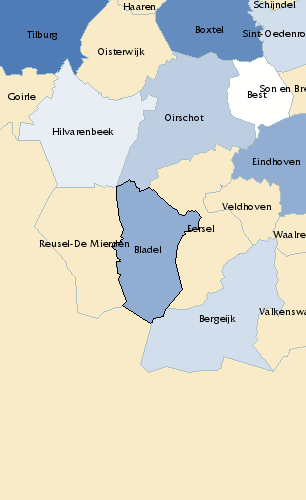 Haaren
Schijndel
Tilburg
Boxtel
Sint-Oedenro
Oisterwijk
Goirle
Best
Son en Bre
Oirschot
Hilvarenbeek
Eindhoven
Veldhoven
Eersel
Waalre
Reusel-De Mierden
Bladel
Bergeijk
Valkenswa